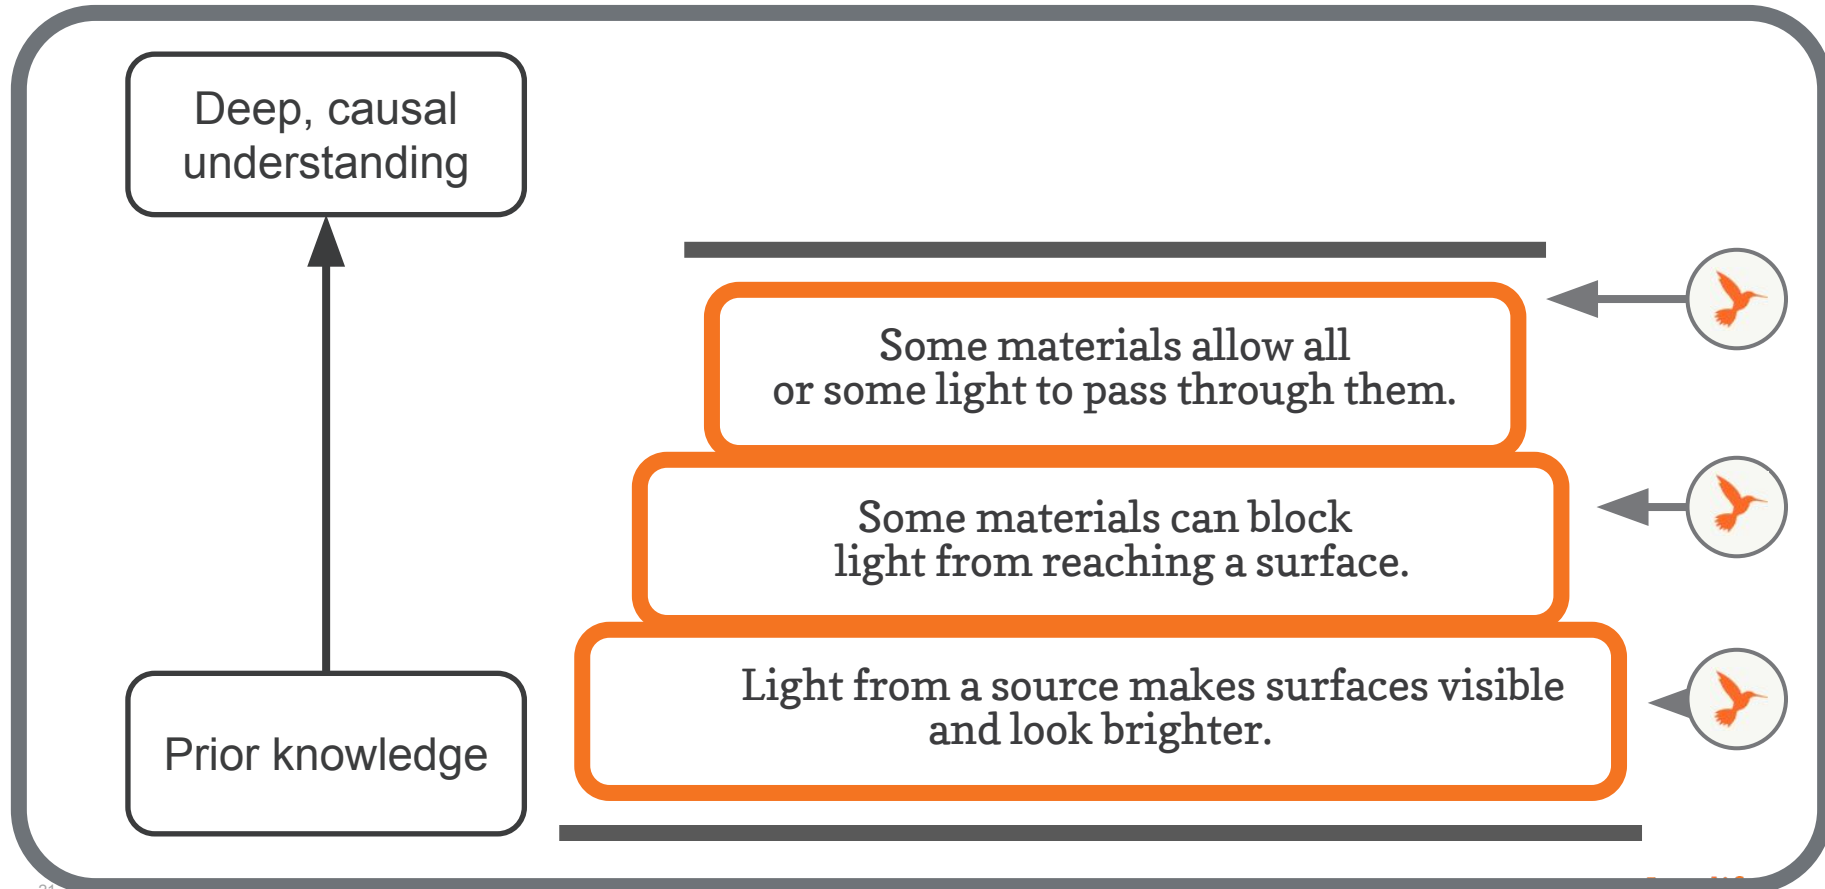 Deep, causal
understanding
Some materials allow all
or some light to pass through them.
Some materials can block
light from reaching a surface.
Light from a source makes surfaces visible
and look brighter.
Prior knowledge
21